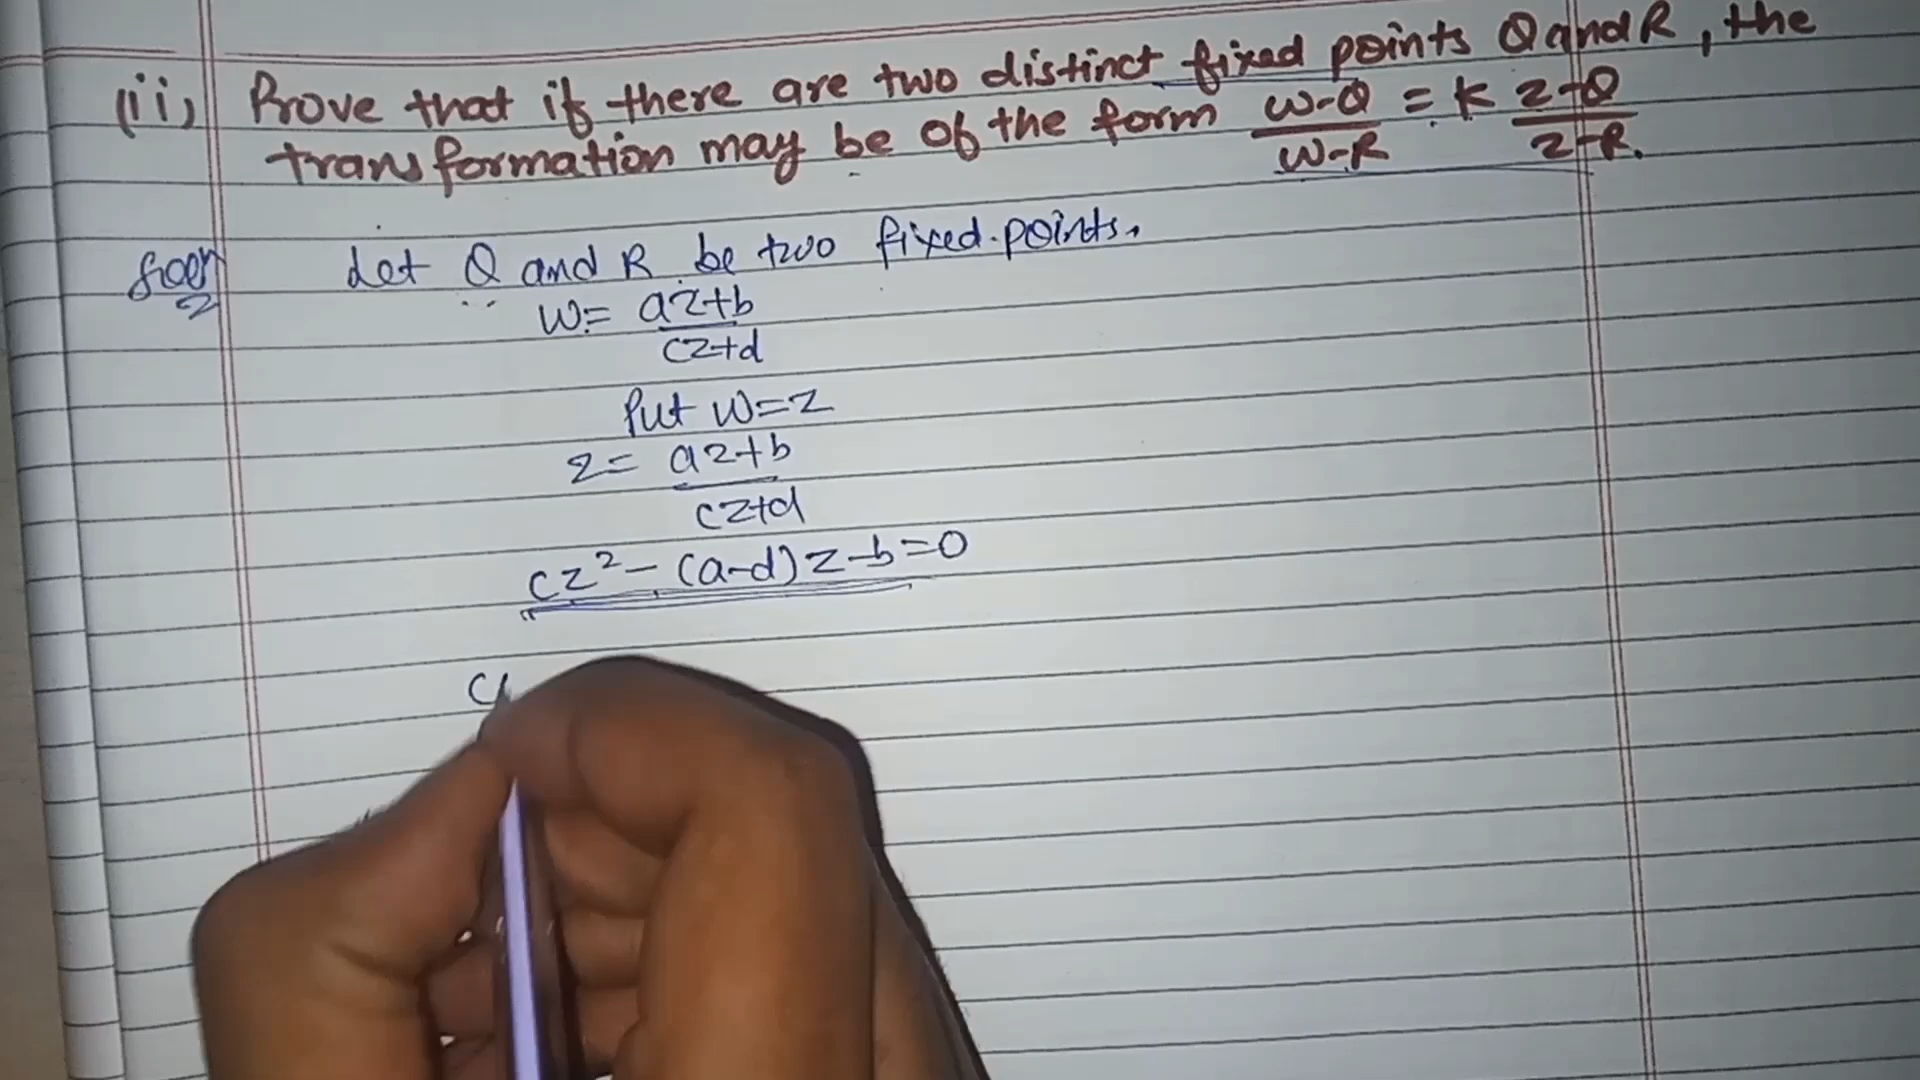 (ii) Prove that if there are two distinct fixed points Q and R, the
transformation may be of the form w-Q/w-R = k z-Q/z-R.
Soln Let Q and R be two fixed points.
∵ w = az+b/cz+d
Put w=z
z = az+b/cz+d
cz²-(a-d)z-b=0